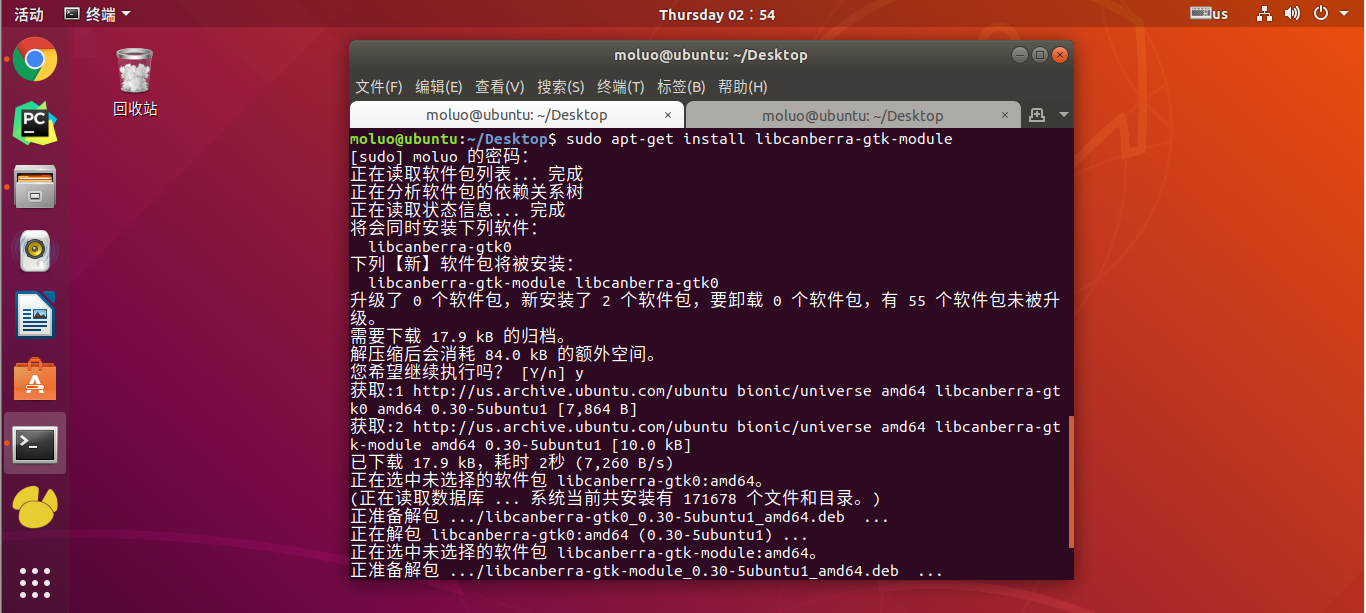 活动 终端 Thursday 02：54 us
回收站
PC
moluo@ubuntu: ~/Desktop
文件(F) 编辑(E) 查看(V) 搜索(S) 终端(T) 标签(B) 帮助(H)
moluo@ubuntu: ~/Desktop × moluo@ubuntu: ~/Desktop ×
moluo@ubuntu:~/Desktop$ sudo apt-get install libcanberra-gtk-module
[sudo] moluo 的密码：
正在读取软件包列表... 完成
正在分析软件包的依赖关系树
正在读取状态信息... 完成
将会同时安装下列软件：
libcanberra-gtk0
下列【新】软件包将被安装：
libcanberra-gtk-module libcanberra-gtk0
升级了 0 个软件包，新安装了 2 个软件包，要卸载 0 个软件包，有 55 个软件包未被升
级。
需要下载 17.9 kB 的归档。
解压缩后会消耗 84.0 kB 的额外空间。
您希望继续执行吗？ [Y/n] y
获取:1 http://us.archive.ubuntu.com/ubuntu bionic/universe amd64 libcanberra-gt
k0 amd64 0.30-5ubuntu1 [7,864 B]
获取:2 http://us.archive.ubuntu.com/ubuntu bionic/universe amd64 libcanberra-gt
k-module amd64 0.30-5ubuntu1 [10.0 kB]
已下载 17.9 kB，耗时 2秒 (7,260 B/s)
正在选中未选择的软件包 libcanberra-gtk0:amd64。
(正在读取数据库 ... 系统当前共安装有 171678 个文件和目录。)
正准备解包 .../libcanberra-gtk0_0.30-5ubuntu1_amd64.deb ...
正在解包 libcanberra-gtk0:amd64 (0.30-5ubuntu1) ...
正在选中未选择的软件包 libcanberra-gtk-module:amd64。
正准备解包 .../libcanberra-gtk-module_0.30-5ubuntu1_amd64.deb ...